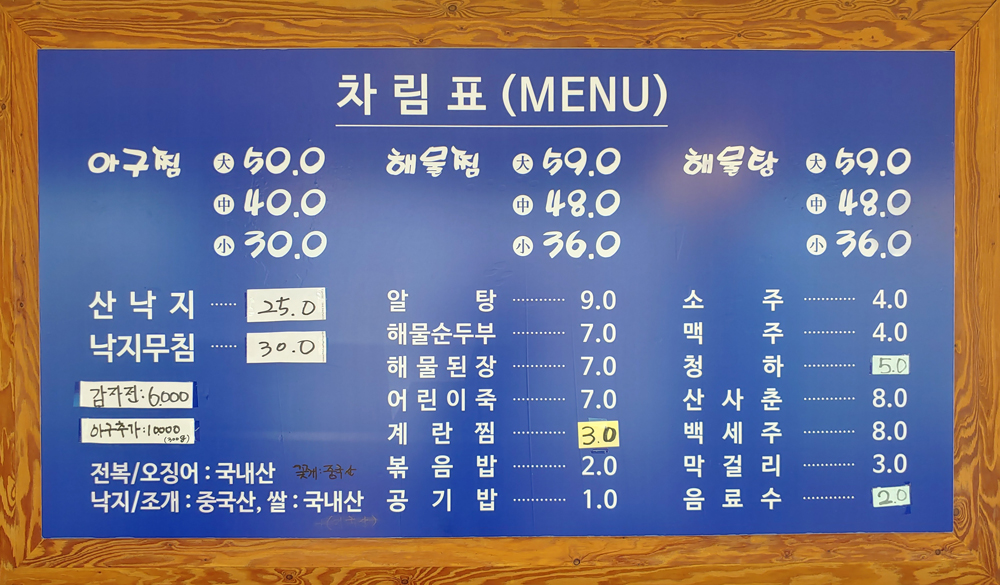 차림표 (MENU)
아구찜 大 50.0
中 40.0
小 30.0
산낙지 ...... 25.0
낙지무침 ...... 30.0
감자전: 6,000
아구추가: 10000
전복/오징어 : 국내산 꽃게: 중국산
낙지/조개 : 중국산, 쌀 : 국내산
해물찜 大 59.0
中 48.0
小 36.0
알탕 ............ 9.0
해물순두부 ............ 7.0
해물된장 ............ 7.0
어린이죽 ............ 7.0
계란찜 ............ 3.0
볶음밥 ............ 2.0
공기밥 ............ 1.0
해물탕 大 59.0
中 48.0
小 36.0
소주 ............ 4.0
맥주 ............ 4.0
청하 ............ 5.0
산사춘 ............ 8.0
백세주 ............ 8.0
막걸리 ............ 3.0
음료수 ............ 2.0